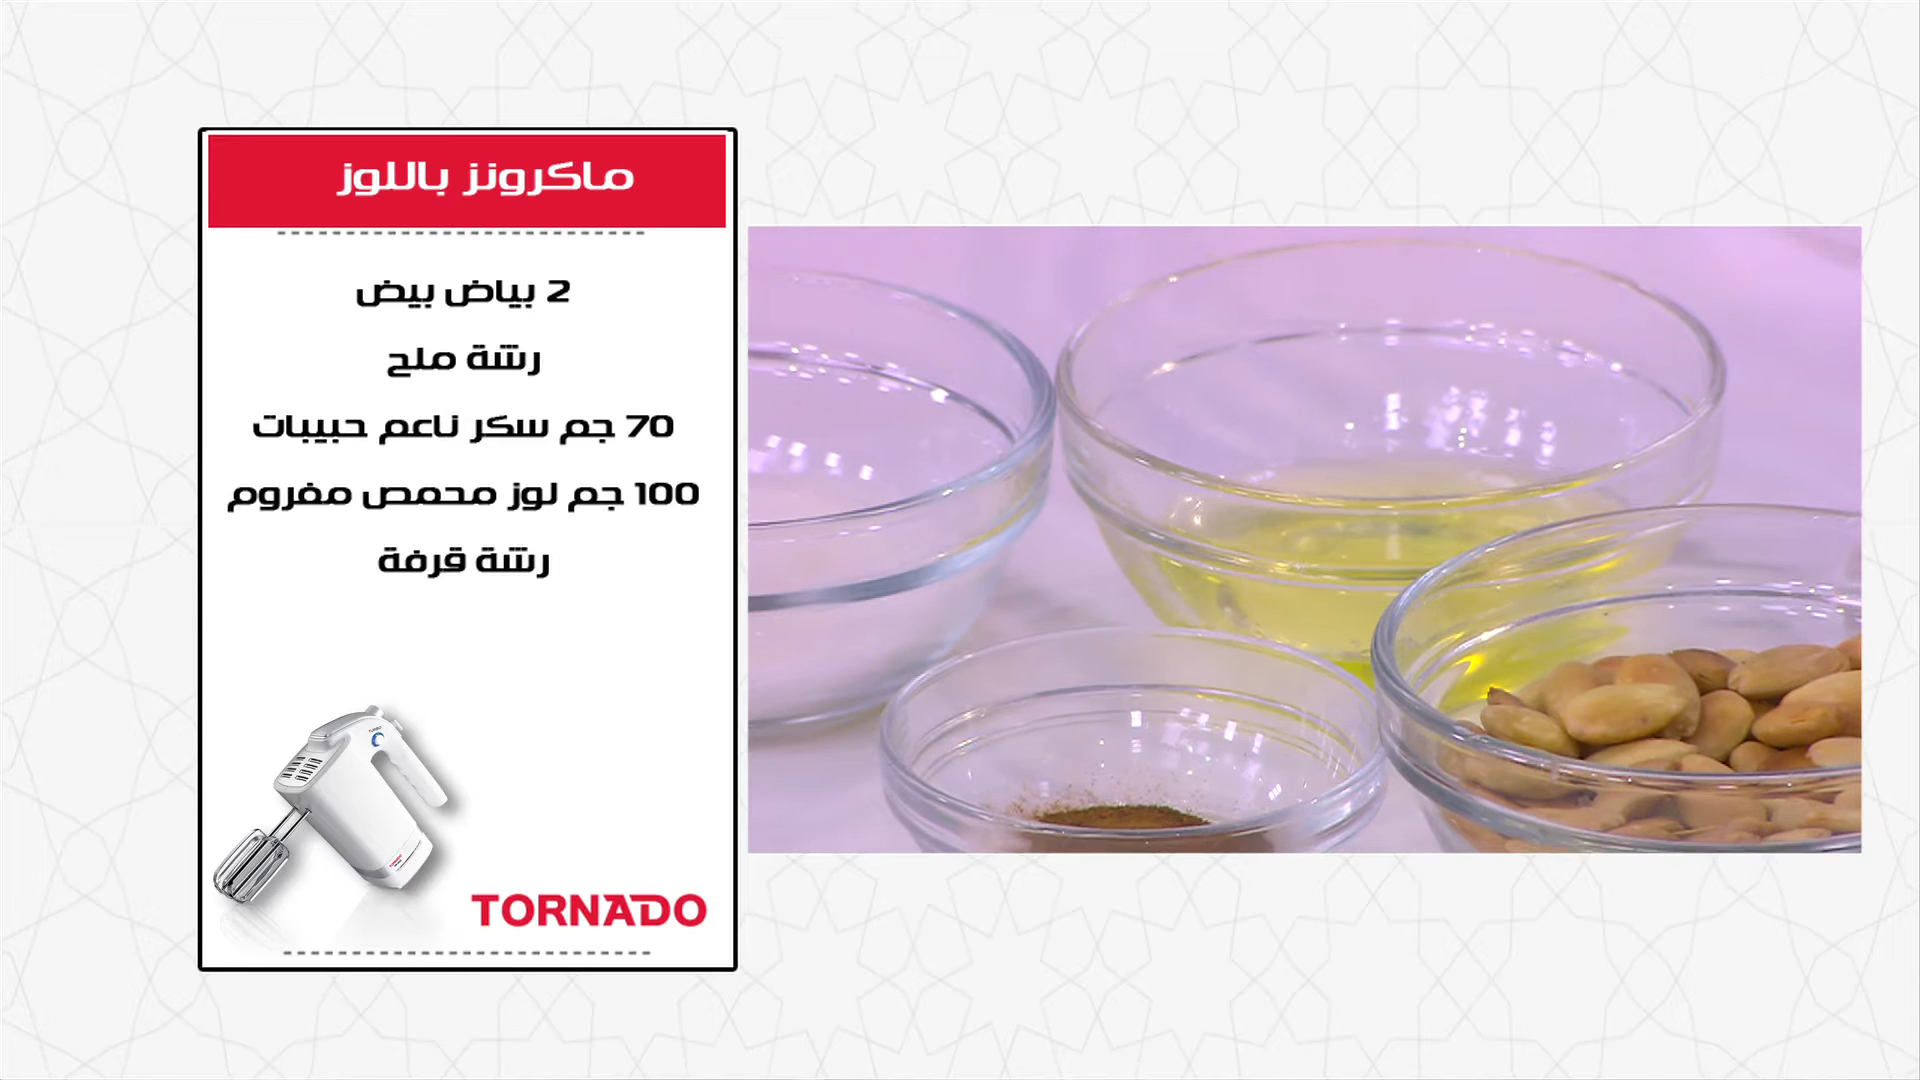 ماكرونز باللوز
2 بياض بيض
رشة ملح
70 جم سكر ناعم حبيبات
100 جم لوز محمص مفروم
رشة قرفة
TORNADO